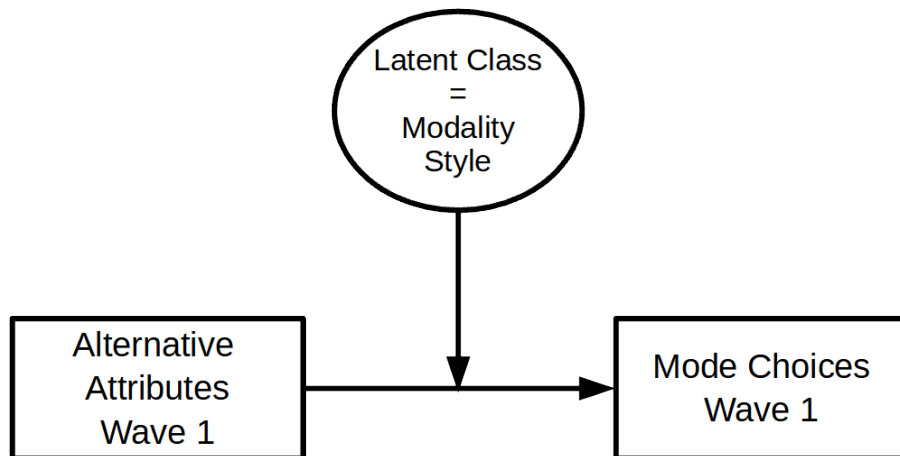 Latent Class
=
Modality
Style
Alternative
Attributes
Wave 1
Mode Choices
Wave 1